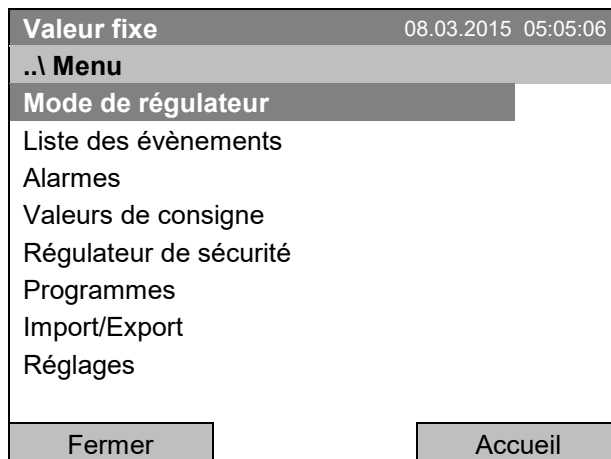 Valeur fixe 08.03.2015 05:05:06
..\ Menu
Mode de régulateur
Liste des évènements
Alarmes
Valeurs de consigne
Régulateur de sécurité
Programmes
Import/Export
Réglages
Fermer Accueil